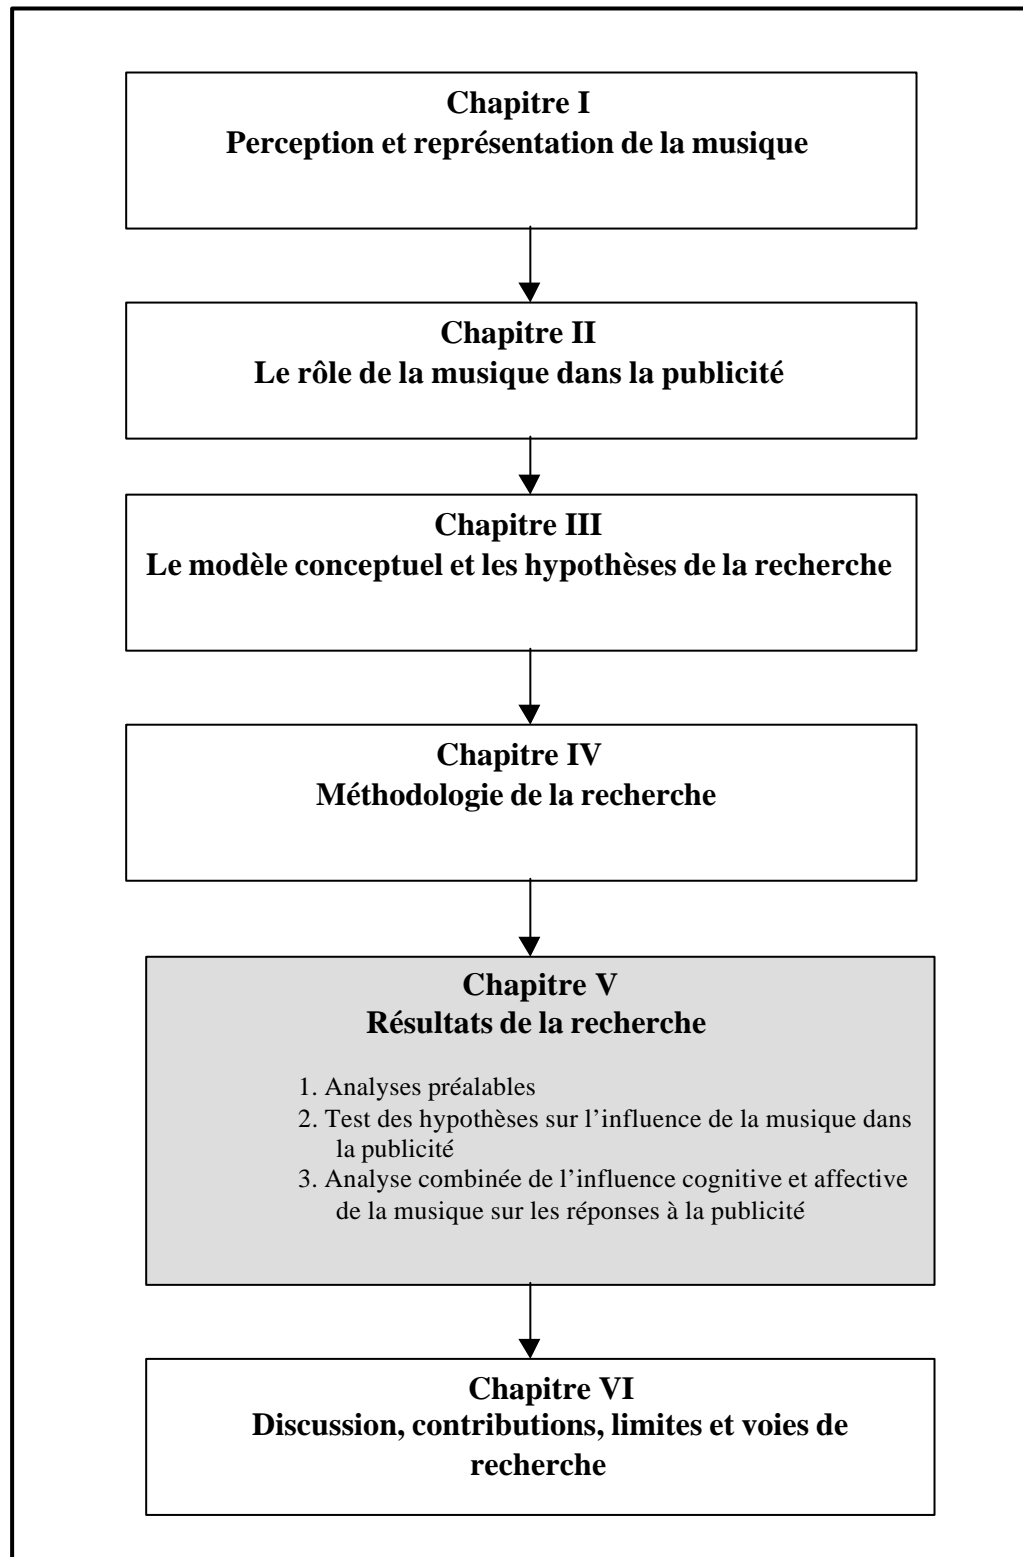 Chapitre I
Perception et représentation de la musique
Chapitre II
Le rôle de la musique dans la publicité
Chapitre III
Le modèle conceptuel et les hypothèses de la recherche
Chapitre IV
Méthodologie de la recherche
Chapitre V
Résultats de la recherche
1. Analyses préalables
2. Test des hypothèses sur l’influence de la musique dans
la publicité
3. Analyse combinée de l’influence cognitive et affective
de la musique sur les réponses à la publicité
Chapitre VI
Discussion, contributions, limites et voies de
recherche